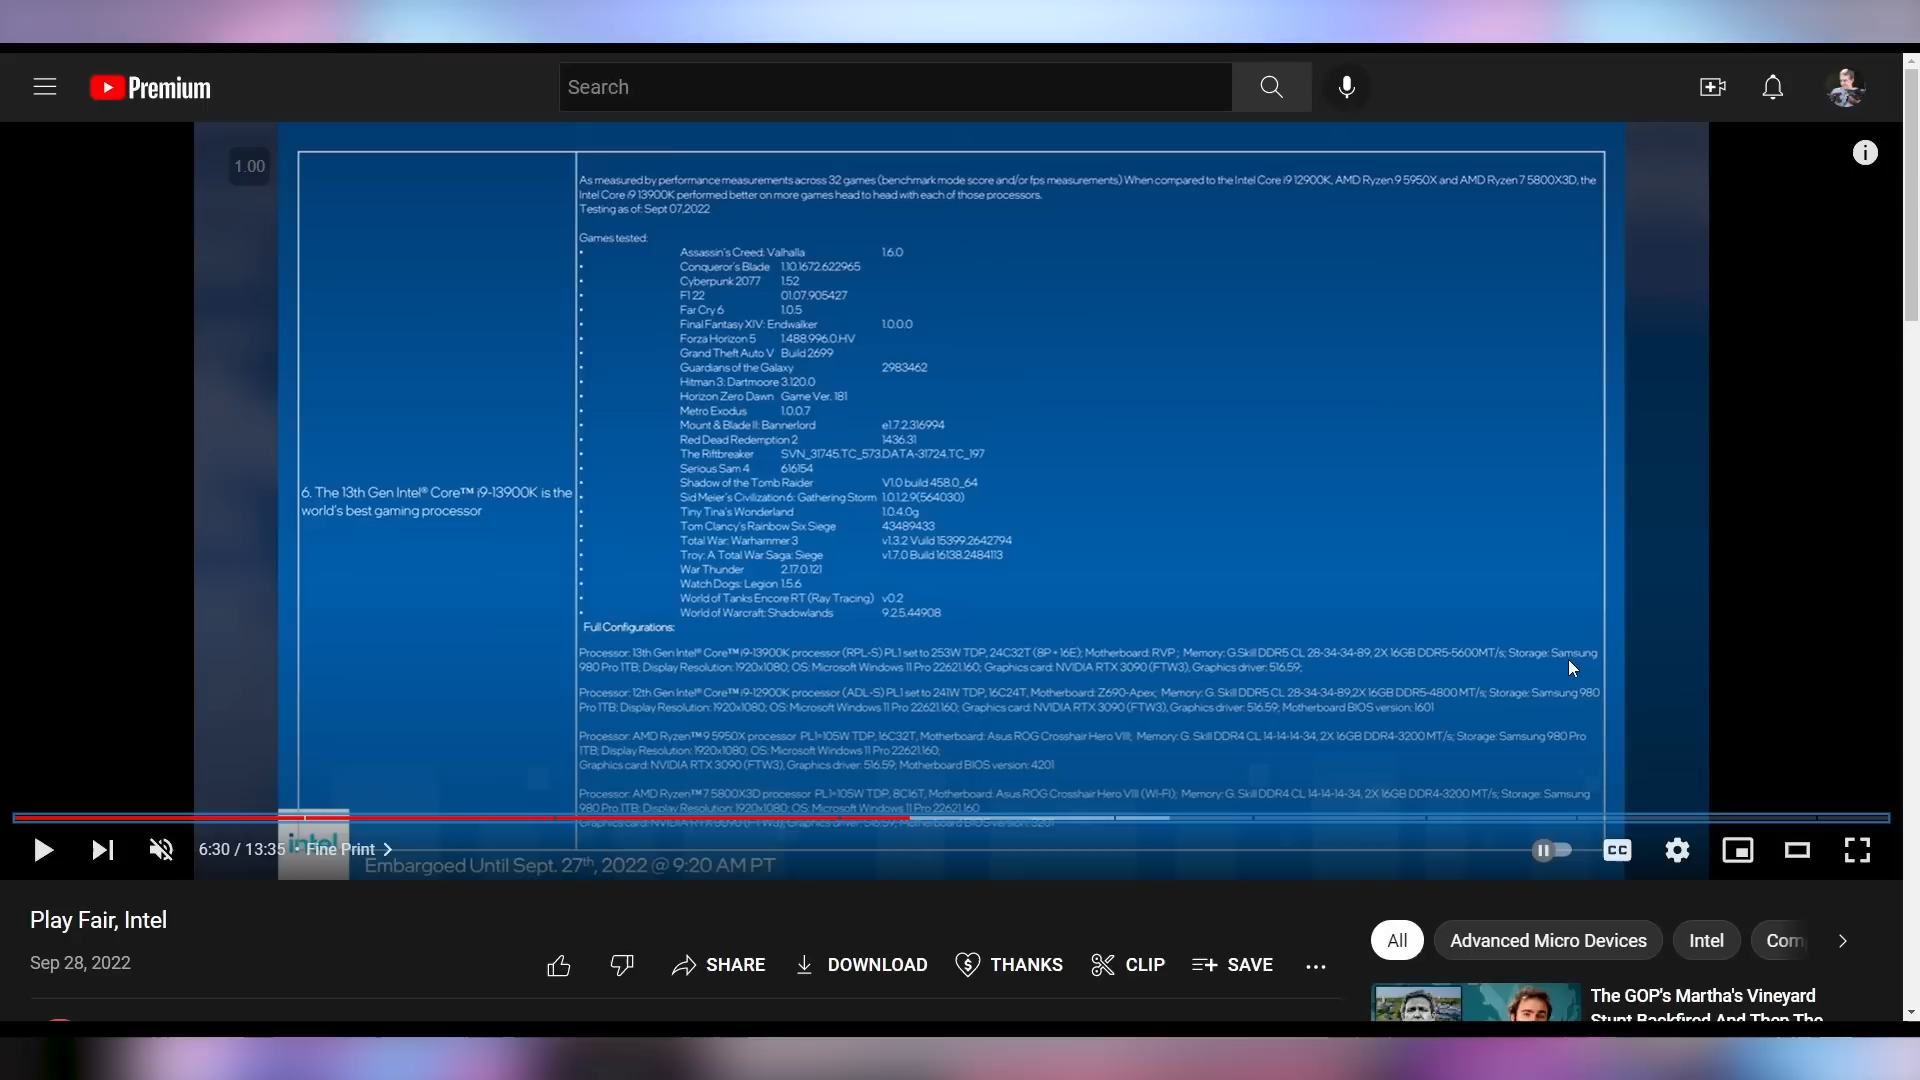 Premium
Search
1.00
As measured by performance measurements across 32 games (benchmark mode score and/or fps measurements) When compared to the Intel Core i9 12900K, AMD Ryzen 9 5950X and AMD Ryzen 7 5800X3D, the
Intel Core i9 13900K performed better on more games head to head with each of those processors.
Testing as of: Sept 07,2022
Games tested:
• Assassin's Creed: Valhalla 1.6.0
• Conqueror's Blade 1.10.1672.622965
• Cyberpunk 2077 1.52
• F1 22 01.07.905427
• Far Cry 6 1.0.5
• Final Fantasy XIV: Endwalker 1.0.0.0
• Forza Horizon 5 1.488.996.0.HV
• Grand Theft Auto V Build 2699
• Guardians of the Galaxy 2983462
• Hitman 3: Dartmoore 3.120.0
• Horizon Zero Dawn Game Ver. 181
• Metro Exodus 1.0.0.7
• Mount & Blade II: Bannerlord e1.7.2.316994
• Red Dead Redemption 2 1436.31
• The Riftbreaker SVN_31745.TC_573.DATA-31724.TC_197
• Serious Sam 4 616154
• Shadow of the Tomb Raider V1.0 build 458.0_64
• Sid Meier's Civilization 6: Gathering Storm 1.0.1.2.9(564030)
• Tiny Tina's Wonderland 1.0.4.0g
• Tom Clancy's Rainbow Six Siege 43489433
• Total War: Warhammer 3 v1.3.2 Vuild 15399.2642794
• Troy: A Total War Saga: Siege v1.7.0 Build 16138.2484113
• War Thunder 2.17.0.121
• Watch Dogs: Legion 1.5.6
• World of Tanks Encore RT (Ray Tracing) v0.2
• World of Warcraft: Shadowlands 9.2.5.44908
6. The 13th Gen Intel® Core™ i9-13900K is the
world's best gaming processor
Full Configurations:
Processor: 13th Gen Intel® Core™ i9-13900K processor (RPL-S) PL1 set to 253W TDP, 24C32T (8P + 16E); Motherboard: RVP ; Memory: G.Skill DDR5 CL 28-34-34-89, 2X 16GB DDR5-5600MT/s; Storage: Samsung
980 Pro 1TB; Display Resolution: 1920x1080; OS: Microsoft Windows 11 Pro 22621.160; Graphics card: NVIDIA RTX 3090 (FTW3), Graphics driver: 516.59;
Processor: 12th Gen Intel® Core™ i9-12900K processor (ADL-S) PL1 set to 241W TDP, 16C24T, Motherboard: Z690-Apex; Memory: G. Skill DDR5 CL 28-34-34-89,2X 16GB DDR5-4800 MT/s; Storage: Samsung 980
Pro 1TB; Display Resolution: 1920x1080; OS: Microsoft Windows 11 Pro 22621.160; Graphics card: NVIDIA RTX 3090 (FTW3), Graphics driver: 516.59; Motherboard BIOS version: 1601
Processor: AMD Ryzen™ 9 5950X processor PL1=105W TDP, 16C32T, Motherboard: Asus ROG Crosshair Hero VIII; Memory: G. Skill DDR4 CL 14-14-14-34, 2X 16GB DDR4-3200 MT/s; Storage: Samsung 980 Pro
1TB; Display Resolution: 1920x1080; OS: Microsoft Windows 11 Pro 22621.160;
Graphics card: NVIDIA RTX 3090 (FTW3), Graphics driver: 516.59; Motherboard BIOS version: 4201
Processor: AMD Ryzen™ 7 5800X3D processor PL1=105W TDP, 8C16T, Motherboard: Asus ROG Crosshair Hero VIII (WI-FI); Memory: G. Skill DDR4 CL 14-14-14-34, 2X 16GB DDR4-3200 MT/s; Storage: Samsung
980 Pro 1TB; Display Resolution: 1920x1080; OS: Microsoft Windows 11 Pro 22621.160
Graphics card: NVIDIA RTX 3090 (FTW3), Graphics driver: 516.59; Motherboard BIOS version:
intel
6:30 / 13:35 • Fine Print
CC
Embargoed Until Sept. 27th, 2022 @ 9:20 AM PT
Play Fair, Intel
Sep 28, 2022
SHARE
DOWNLOAD
THANKS
CLIP
SAVE
All
Advanced Micro Devices
Intel
Com
The GOP's Martha's Vineyard
Stunt Backfired And Then The